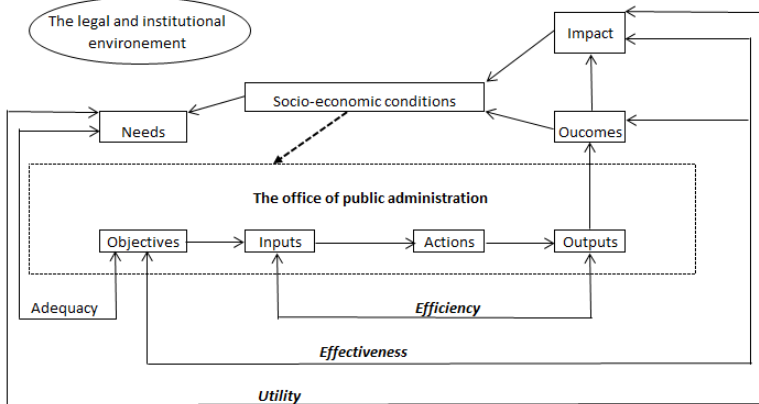 The legal and institutional
environement
Impact
Socio-economic conditions
Needs
Oucomes
The office of public administration
Objectives
Inputs
Actions
Outputs
Adequacy
Efficiency
Effectiveness
Utility